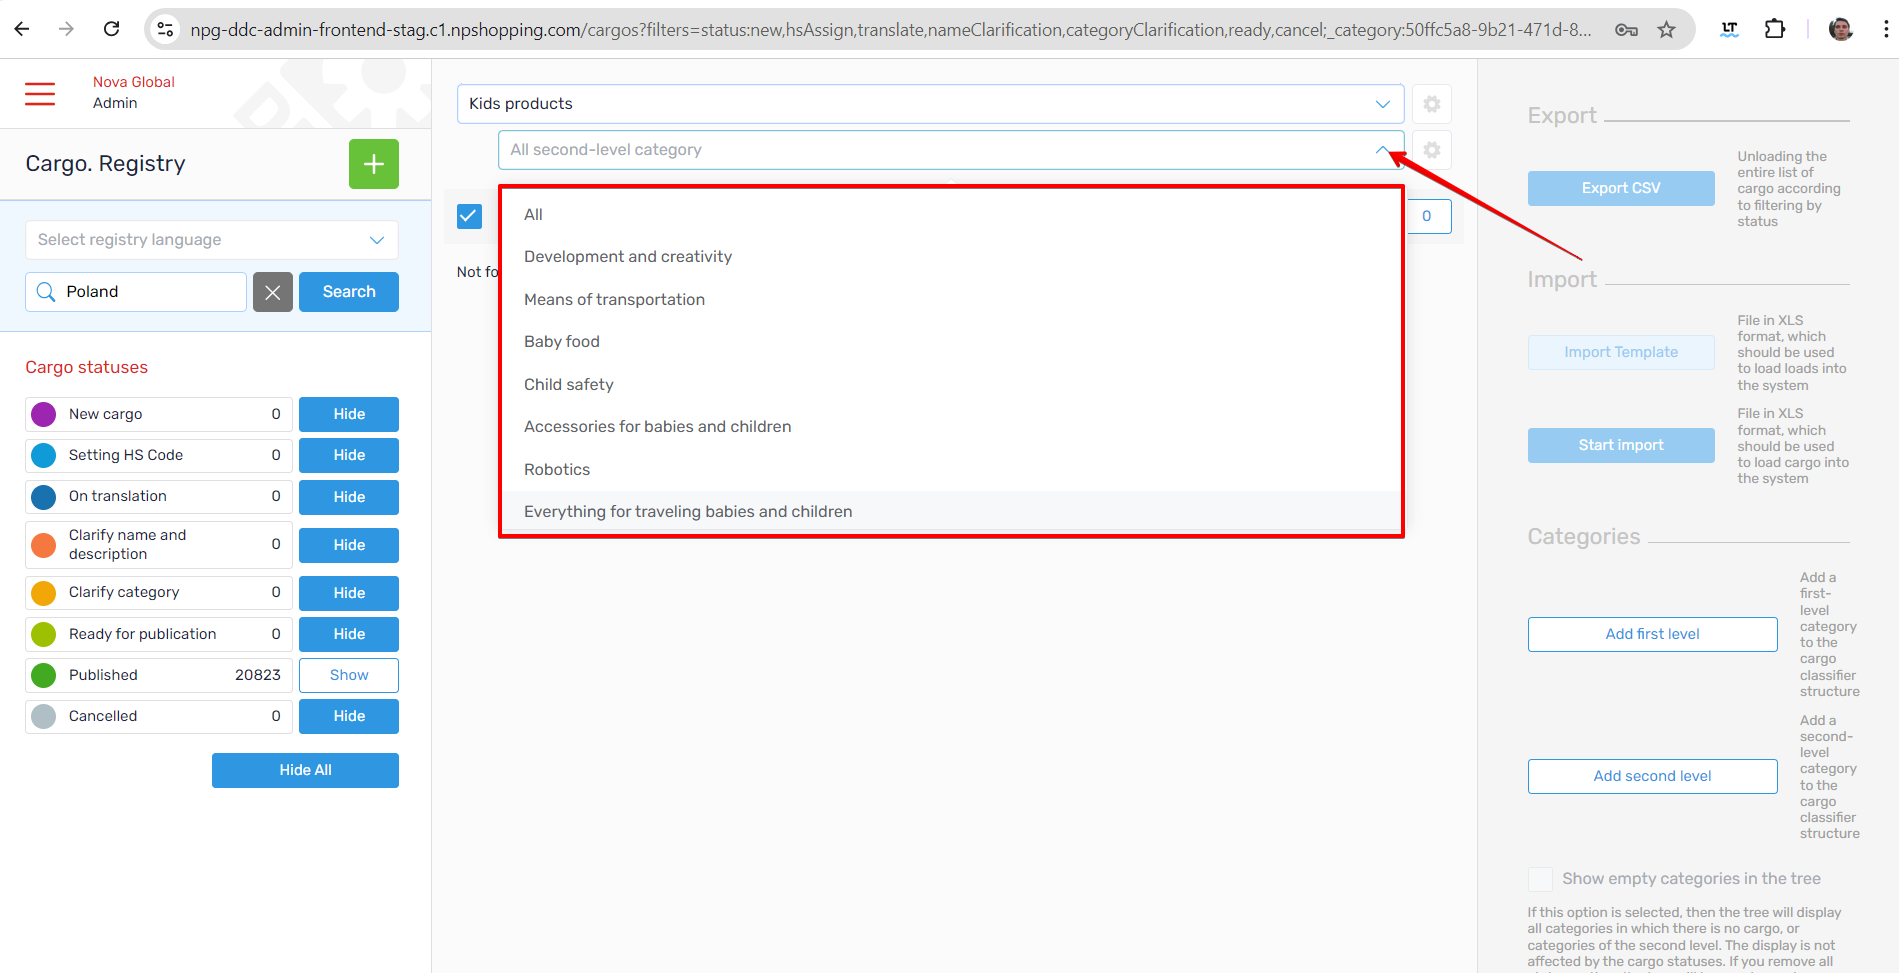 npg-ddc-admin-frontend-stag.c1.npshopping.com/cargos?filters=status:new,hsAssign,translate,nameClarification,categoryClarification,ready,cancel;_category:50ffc5a8-9b21-471d-8...
LT
Nova Global
Admin
Cargo. Registry
Select registry language
Poland
Search
Cargo statuses
New cargo 0 Hide
Setting HS Code 0 Hide
On translation 0 Hide
Clarify name and
description 0 Hide
Clarify category 0 Hide
Ready for publication 0 Hide
Published 20823 Show
Cancelled 0 Hide
Hide All
Kids products
All second-level category
0
Not fo
All
Development and creativity
Means of transportation
Baby food
Child safety
Accessories for babies and children
Robotics
Everything for traveling babies and children
Export
Export CSV
Unloading the
entire list of
cargo according
to filtering by
status
Import
Import Template
File in XLS
format, which
should be used
to load loads into
the system
Start import
File in XLS
format, which
should be used
to load cargo into
the system
Categories
Add first level
Add a
first-
level
category
to the
cargo
classifier
structure
Add second level
Add a
second-
level
category
to the
cargo
classifier
structure
Show empty categories in the tree
If this option is selected, then the tree will display
all categories in which there is no cargo, or
categories of the second level. The display is not
affected by the cargo statuses. If you remove all